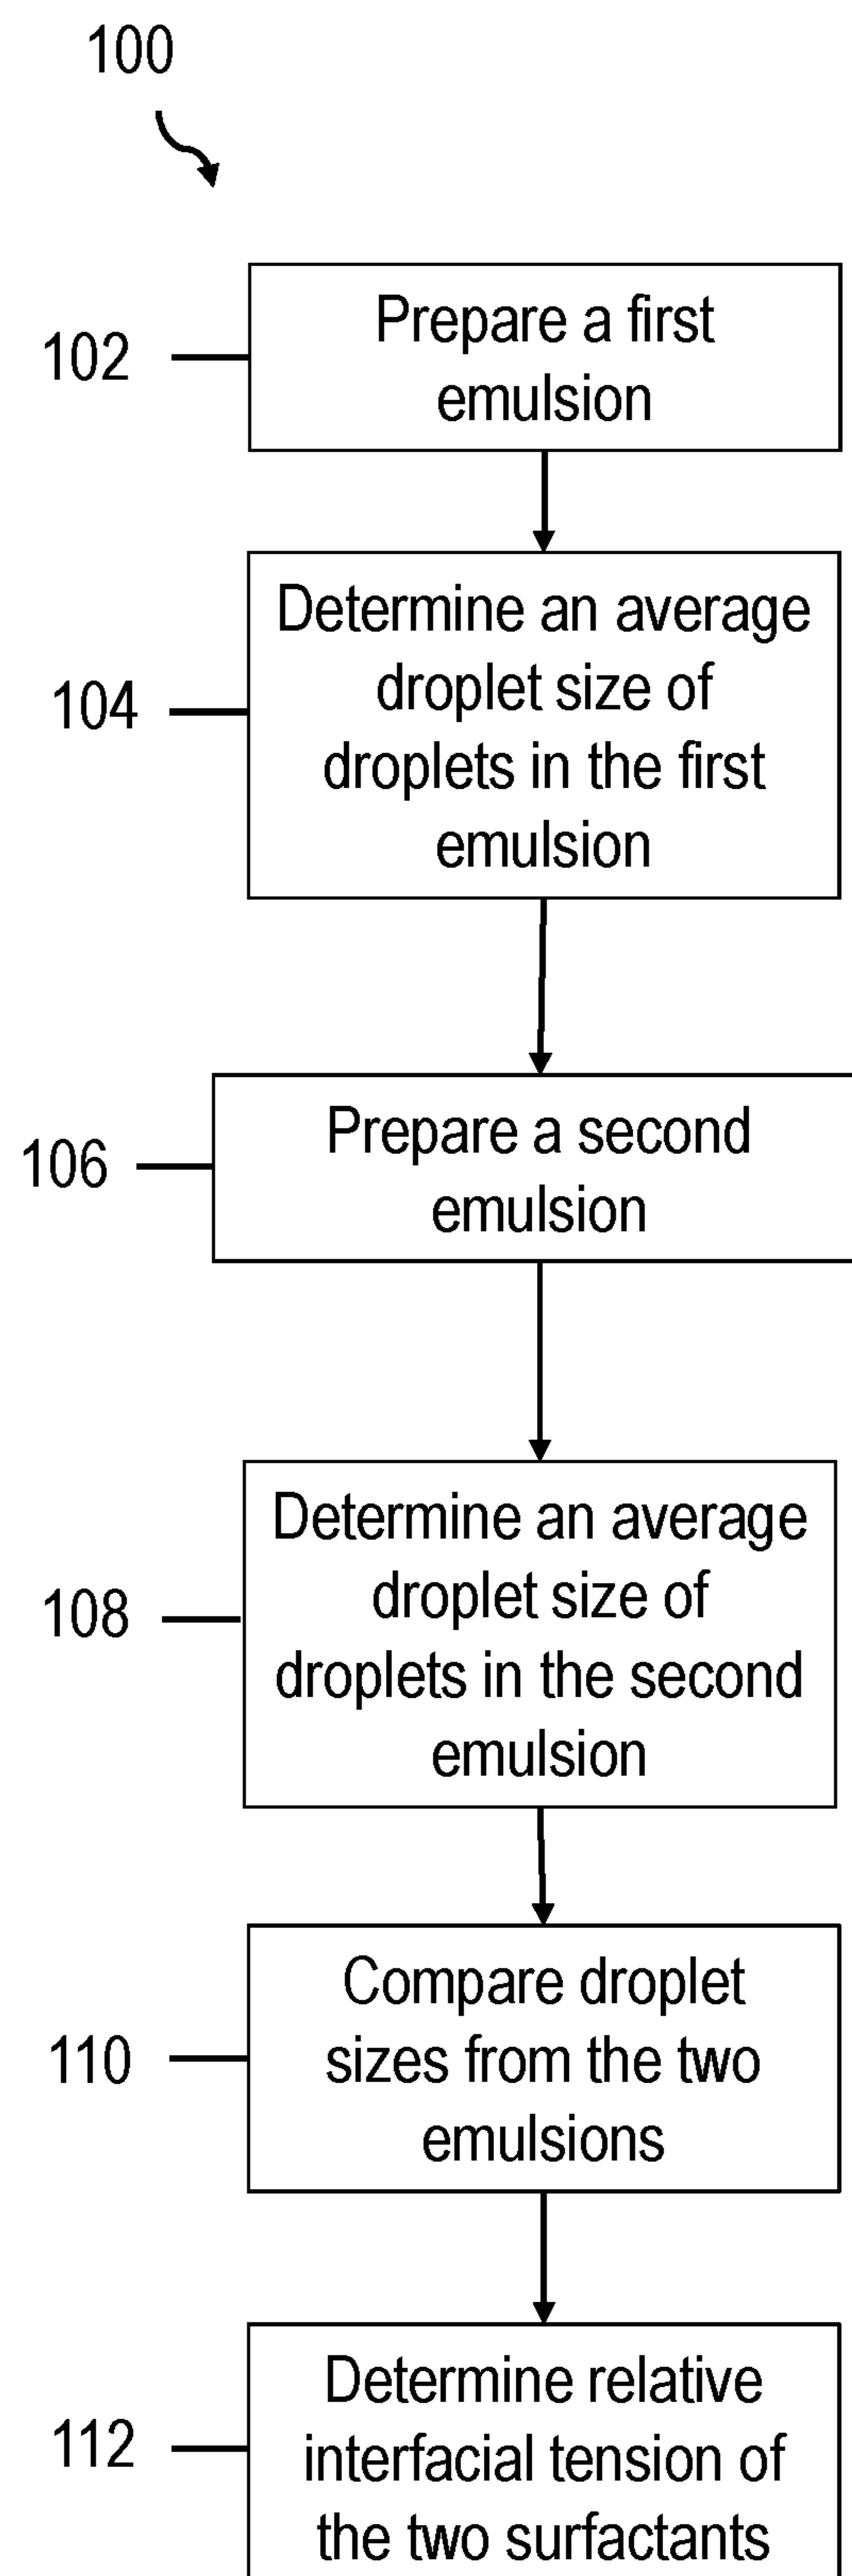 100
102
Prepare a first
emulsion
104
Determine an average
droplet size of
droplets in the first
emulsion
106
Prepare a second
emulsion
108
Determine an average
droplet size of
droplets in the second
emulsion
110
Compare droplet
sizes from the two
emulsions
112
Determine relative
interfacial tension of
the two surfactants